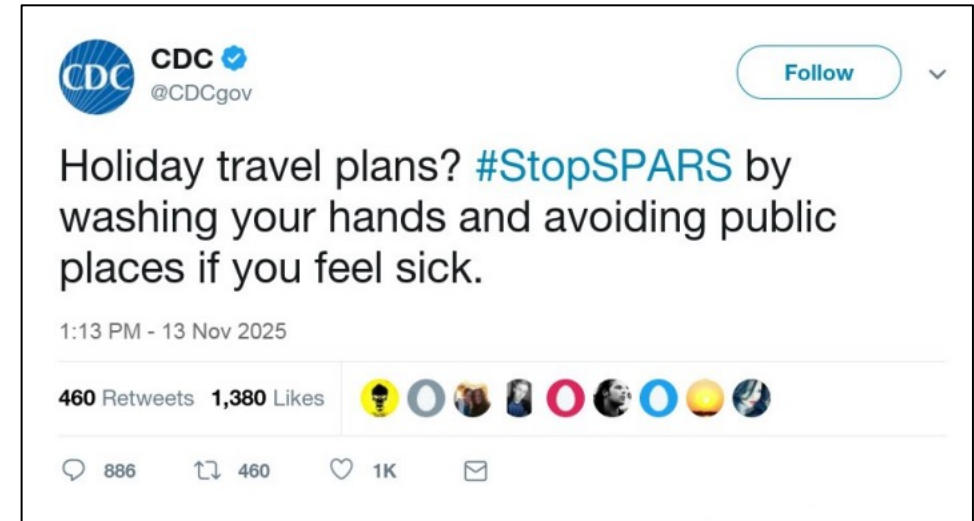 CDC
CDC
@CDCgov
Follow
Holiday travel plans? #StopSPARS by
washing your hands and avoiding public
places if you feel sick.
1:13 PM - 13 Nov 2025
460 Retweets 1,380 Likes
886 460 1K